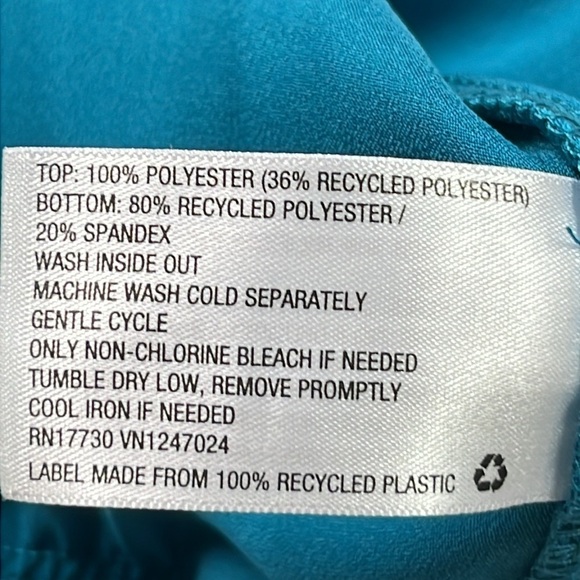 TOP: 100% POLYESTER (36% RECYCLED POLYESTER)
BOTTOM: 80% RECYCLED POLYESTER /
20% SPANDEX
WASH INSIDE OUT
MACHINE WASH COLD SEPARATELY
GENTLE CYCLE
ONLY NON-CHLORINE BLEACH IF NEEDED
TUMBLE DRY LOW, REMOVE PROMPTLY
COOL IRON IF NEEDED
RN17730 VN1247024
LABEL MADE FROM 100% RECYCLED PLASTIC